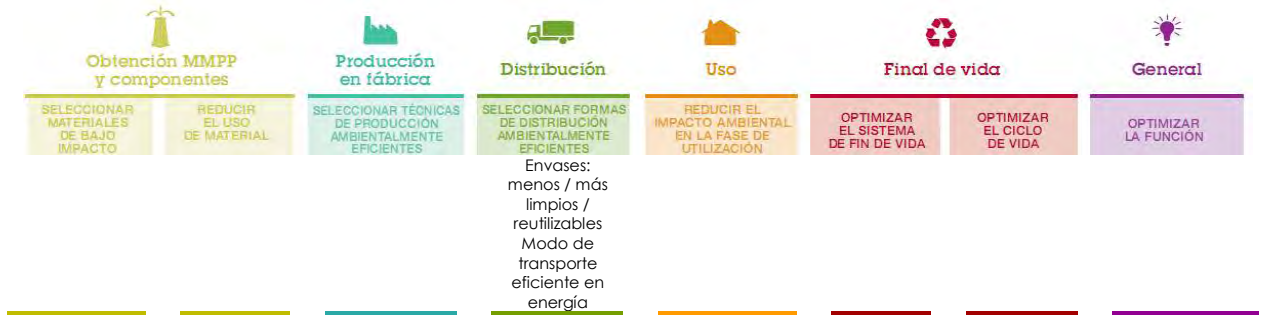 Obtención MMPP
y componentes
Producción
en fábrica
Distribución
Uso
Final de vida
General
SELECCIONAR
MATERIALES
DE BAJO
IMPACTO
REDUCIR
EL USO
DE MATERIAL
SELECCIONAR TÉCNICAS
DE PRODUCCIÓN
AMBIENTALMENTE
EFICIENTES
SELECCIONAR FORMAS
DE DISTRIBUCIÓN
AMBIENTALMENTE
EFICIENTES
REDUCIR EL
IMPACTO AMBIENTAL
EN LA FASE DE
UTILIZACIÓN
OPTIMIZAR
EL SISTEMA
DE FIN DE VIDA
OPTIMIZAR
EL CICLO
DE VIDA
OPTIMIZAR
LA FUNCIÓN
Envases:
menos / más
limpios /
reutilizables
Modo de
transporte
eficiente en
energía